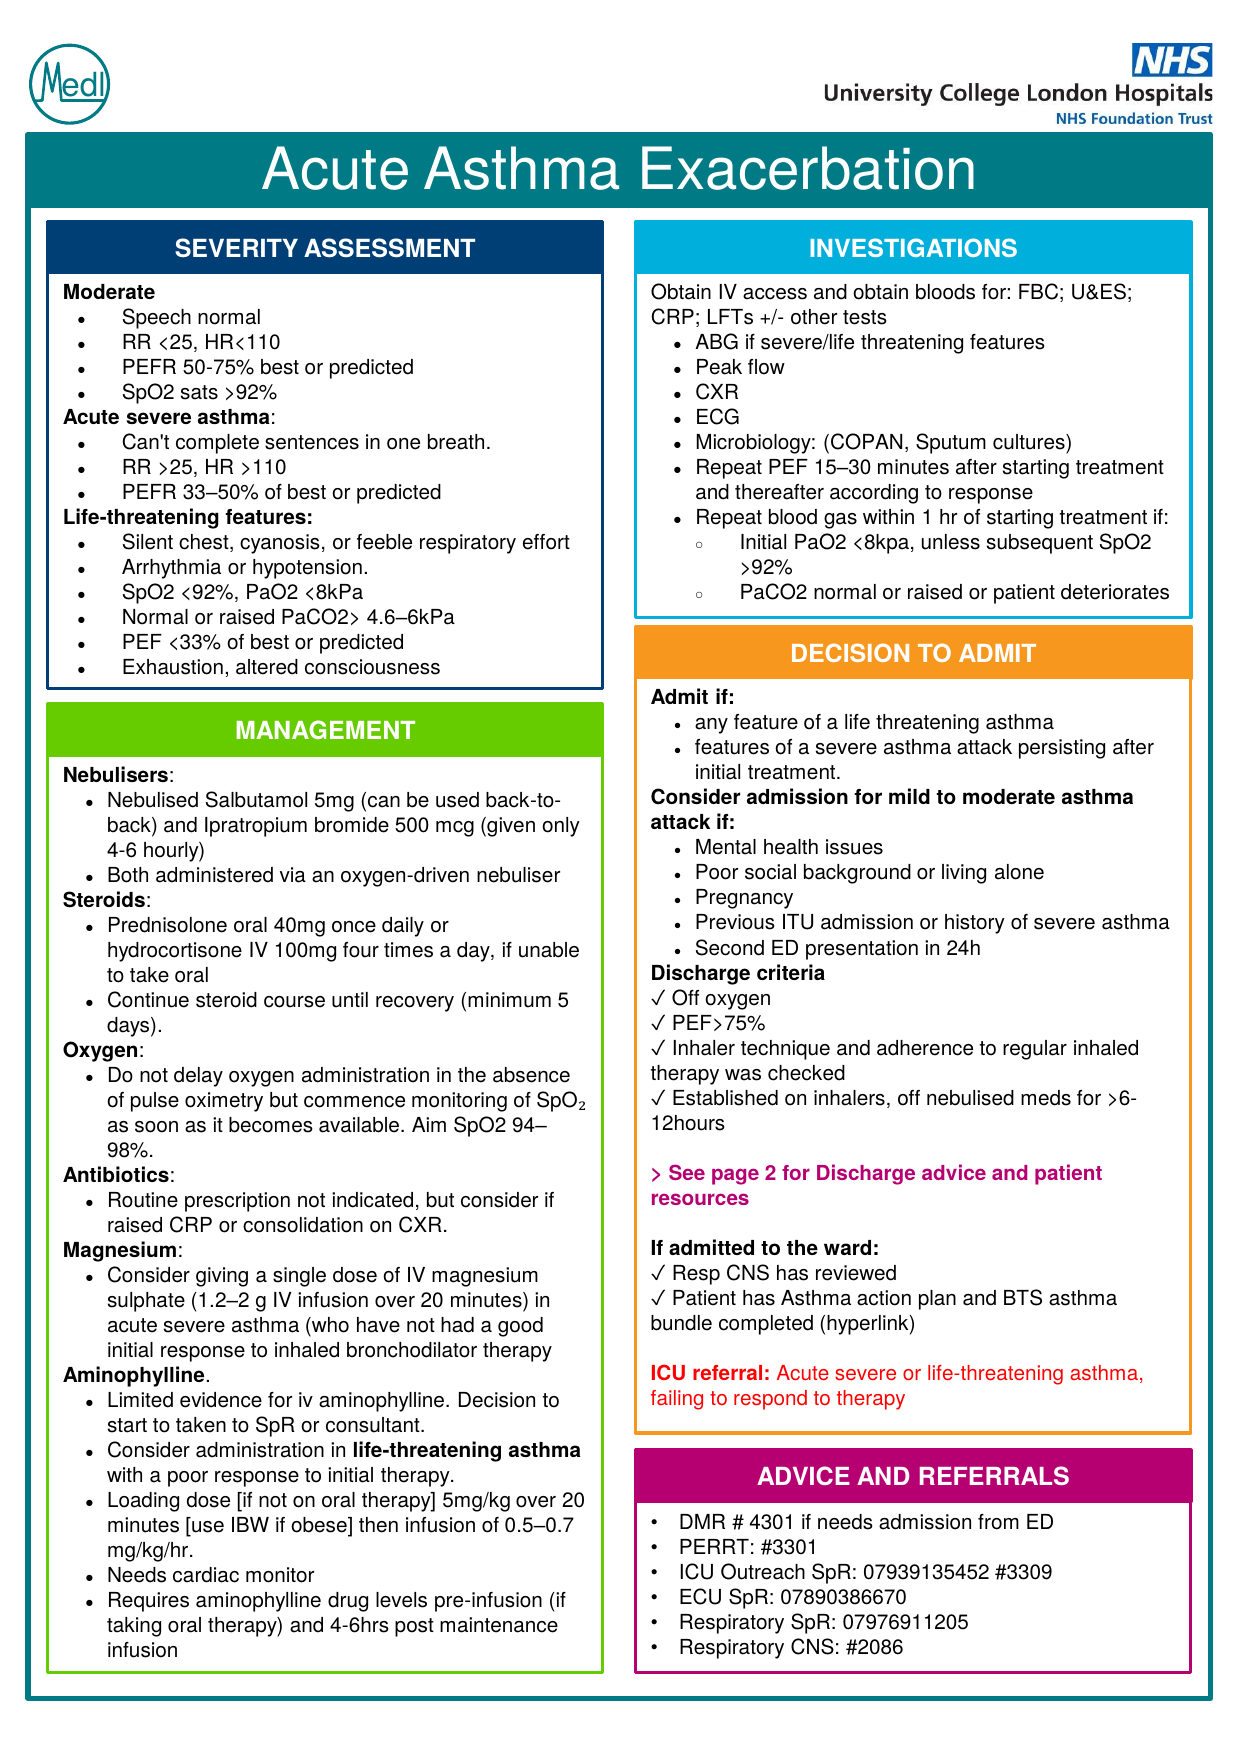 MedI
NHS
University College London Hospitals
NHS Foundation Trust
Acute Asthma Exacerbation
SEVERITY ASSESSMENT
Moderate
• Speech normal
• RR <25, HR<110
• PEFR 50-75% best or predicted
• SpO2 sats >92%
Acute severe asthma:
• Can't complete sentences in one breath.
• RR >25, HR >110
• PEFR 33–50% of best or predicted
Life-threatening features:
• Silent chest, cyanosis, or feeble respiratory effort
• Arrhythmia or hypotension.
• SpO2 <92%, PaO2 <8kPa
• Normal or raised PaCO2> 4.6–6kPa
• PEF <33% of best or predicted
• Exhaustion, altered consciousness
MANAGEMENT
Nebulisers:
• Nebulised Salbutamol 5mg (can be used back-to-
back) and Ipratropium bromide 500 mcg (given only
4-6 hourly)
• Both administered via an oxygen-driven nebuliser
Steroids:
• Prednisolone oral 40mg once daily or
hydrocortisone IV 100mg four times a day, if unable
to take oral
• Continue steroid course until recovery (minimum 5
days).
Oxygen:
• Do not delay oxygen administration in the absence
of pulse oximetry but commence monitoring of SpO₂
as soon as it becomes available. Aim SpO2 94–
98%.
Antibiotics:
• Routine prescription not indicated, but consider if
raised CRP or consolidation on CXR.
Magnesium:
• Consider giving a single dose of IV magnesium
sulphate (1.2–2 g IV infusion over 20 minutes) in
acute severe asthma (who have not had a good
initial response to inhaled bronchodilator therapy
Aminophylline.
• Limited evidence for iv aminophylline. Decision to
start to taken to SpR or consultant.
• Consider administration in life-threatening asthma
with a poor response to initial therapy.
• Loading dose [if not on oral therapy] 5mg/kg over 20
minutes [use IBW if obese] then infusion of 0.5–0.7
mg/kg/hr.
• Needs cardiac monitor
• Requires aminophylline drug levels pre-infusion (if
taking oral therapy) and 4-6hrs post maintenance
infusion
INVESTIGATIONS
Obtain IV access and obtain bloods for: FBC; U&ES;
CRP; LFTs +/- other tests
• ABG if severe/life threatening features
• Peak flow
• CXR
• ECG
• Microbiology: (COPAN, Sputum cultures)
• Repeat PEF 15–30 minutes after starting treatment
and thereafter according to response
• Repeat blood gas within 1 hr of starting treatment if:
○ Initial PaO2 <8kpa, unless subsequent SpO2
>92%
○ PaCO2 normal or raised or patient deteriorates
DECISION TO ADMIT
Admit if:
• any feature of a life threatening asthma
• features of a severe asthma attack persisting after
initial treatment.
Consider admission for mild to moderate asthma
attack if:
• Mental health issues
• Poor social background or living alone
• Pregnancy
• Previous ITU admission or history of severe asthma
• Second ED presentation in 24h
Discharge criteria
✓ Off oxygen
✓ PEF>75%
✓ Inhaler technique and adherence to regular inhaled
therapy was checked
✓ Established on inhalers, off nebulised meds for >6-
12hours
> See page 2 for Discharge advice and patient
resources
If admitted to the ward:
✓ Resp CNS has reviewed
✓ Patient has Asthma action plan and BTS asthma
bundle completed (hyperlink)
ICU referral: Acute severe or life-threatening asthma,
failing to respond to therapy
ADVICE AND REFERRALS
• DMR # 4301 if needs admission from ED
• PERRT: #3301
• ICU Outreach SpR: 07939135452 #3309
• ECU SpR: 07890386670
• Respiratory SpR: 07976911205
• Respiratory CNS: #2086